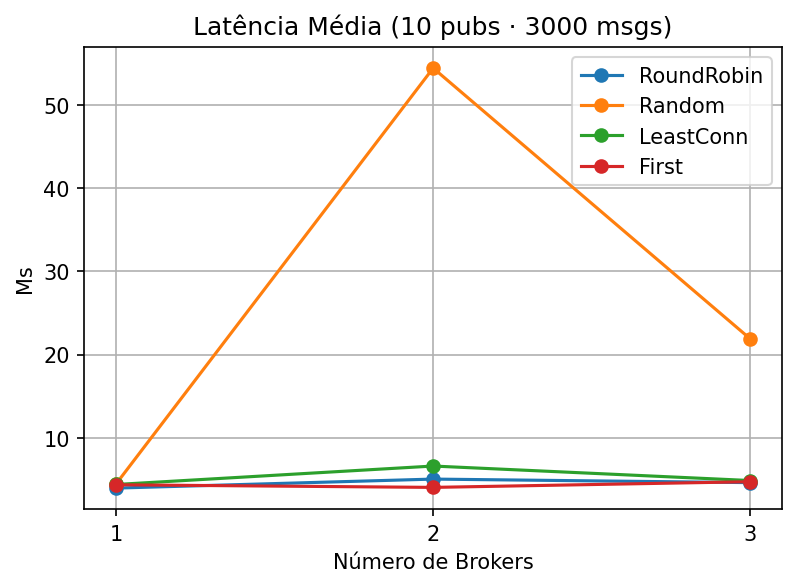 Latência Média (10 pubs · 3000 msgs)
RoundRobin
Random
LeastConn
First
Ms
50
40
30
20
10
1
2
3
Número de Brokers